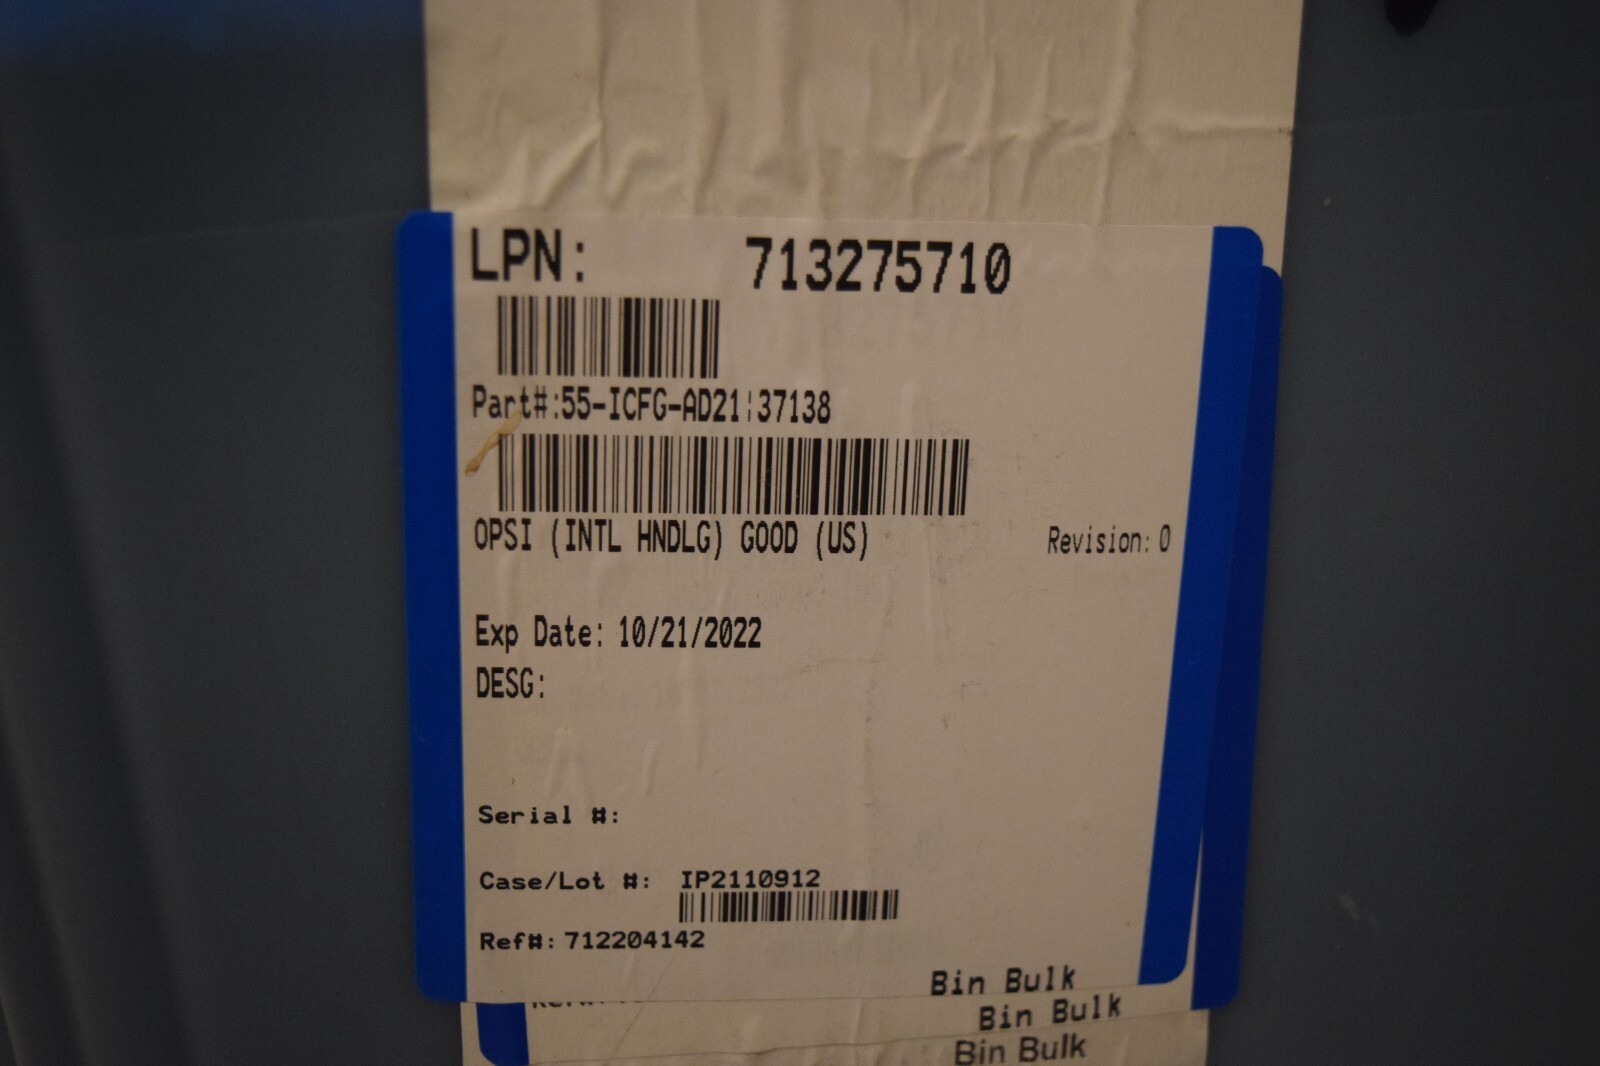 LPN: 713275710
Part#:55-ICFG-AD21:37138
OPSI (INTL HNDLG) GOOD (US) Revision: 0
Exp Date: 10/21/2022
DESG:
Serial #:
Case/Lot #: IP2110912
Ref#: 712204142
Bin Bulk
Bin Bulk
Bin Bulk